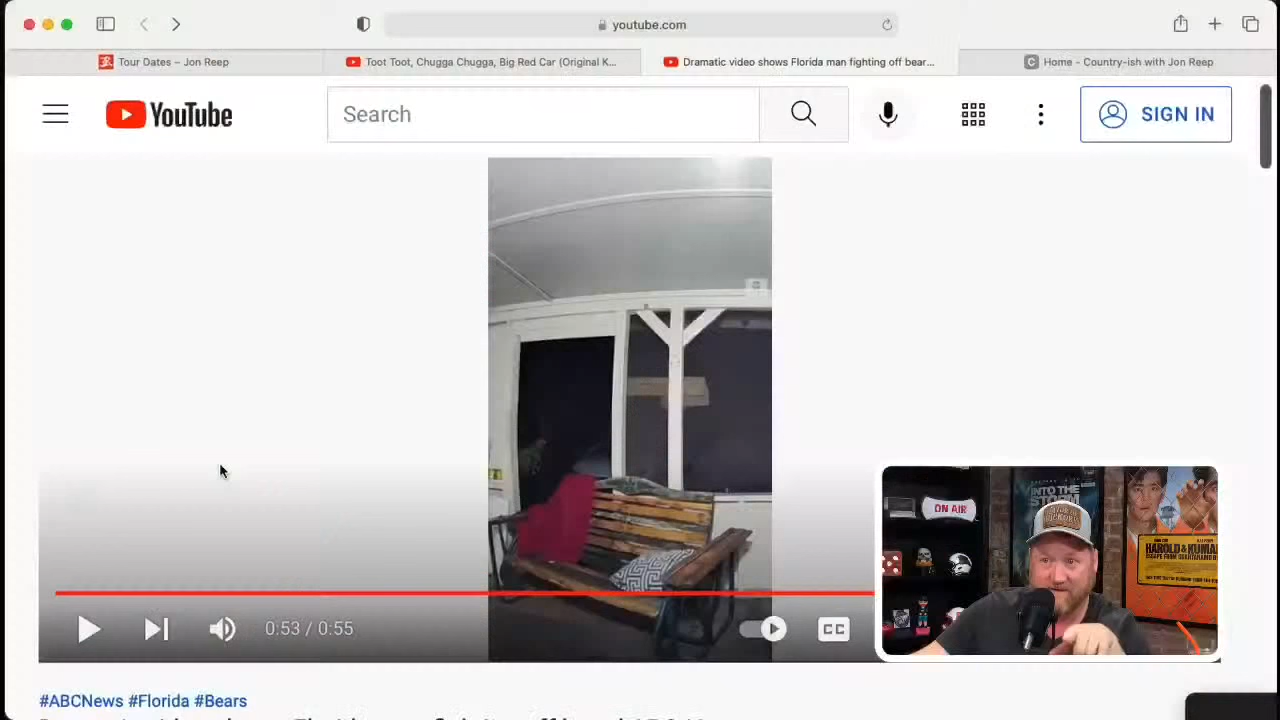 youtube.com
Tour Dates – Jon Reep
Toot Toot, Chugga Chugga, Big Red Car (Original K...
Dramatic video shows Florida man fighting off bear...
C
Home - Country-ish with Jon Reep
YouTube
Search
SIGN IN
0:53 / 0:55
CC
ON AIR
INTO THE
STORM
HAROLD & KUMAR
#ABCNews #Florida #Bears